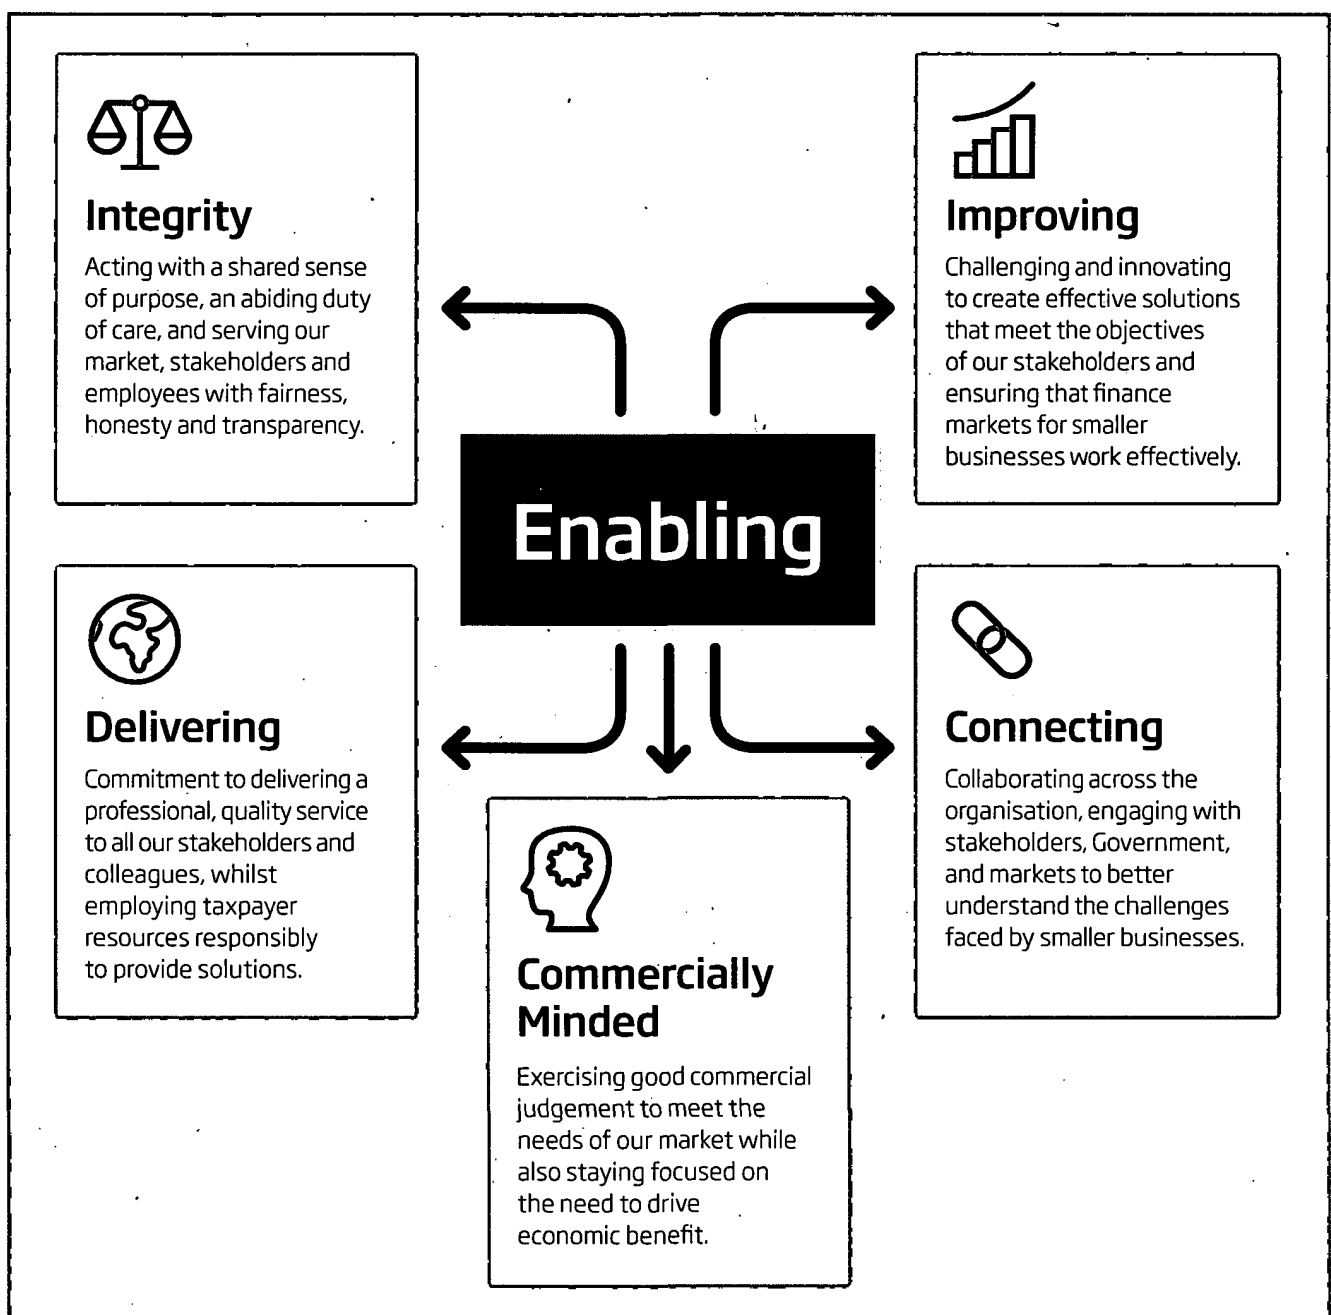 Integrity
Acting with a shared sense
of purpose, an abiding duty
of care, and serving our
market, stakeholders and
employees with fairness,
honesty and transparency.
Improving
Challenging and innovating
to create effective solutions
that meet the objectives
of our stakeholders and
ensuring that finance
markets for smaller
businesses work effectively.
Enabling
Delivering
Commitment to delivering a
professional, quality service
to all our stakeholders and
colleagues, whilst
employing taxpayer
resources responsibly
to provide solutions.
Connecting
Collaborating across the
organisation, engaging with
stakeholders, Government,
and markets to better
understand the challenges
faced by smaller businesses.
Commercially
Minded
Exercising good commercial
judgement to meet the
needs of our market while
also staying focused on
the need to drive
economic benefit.